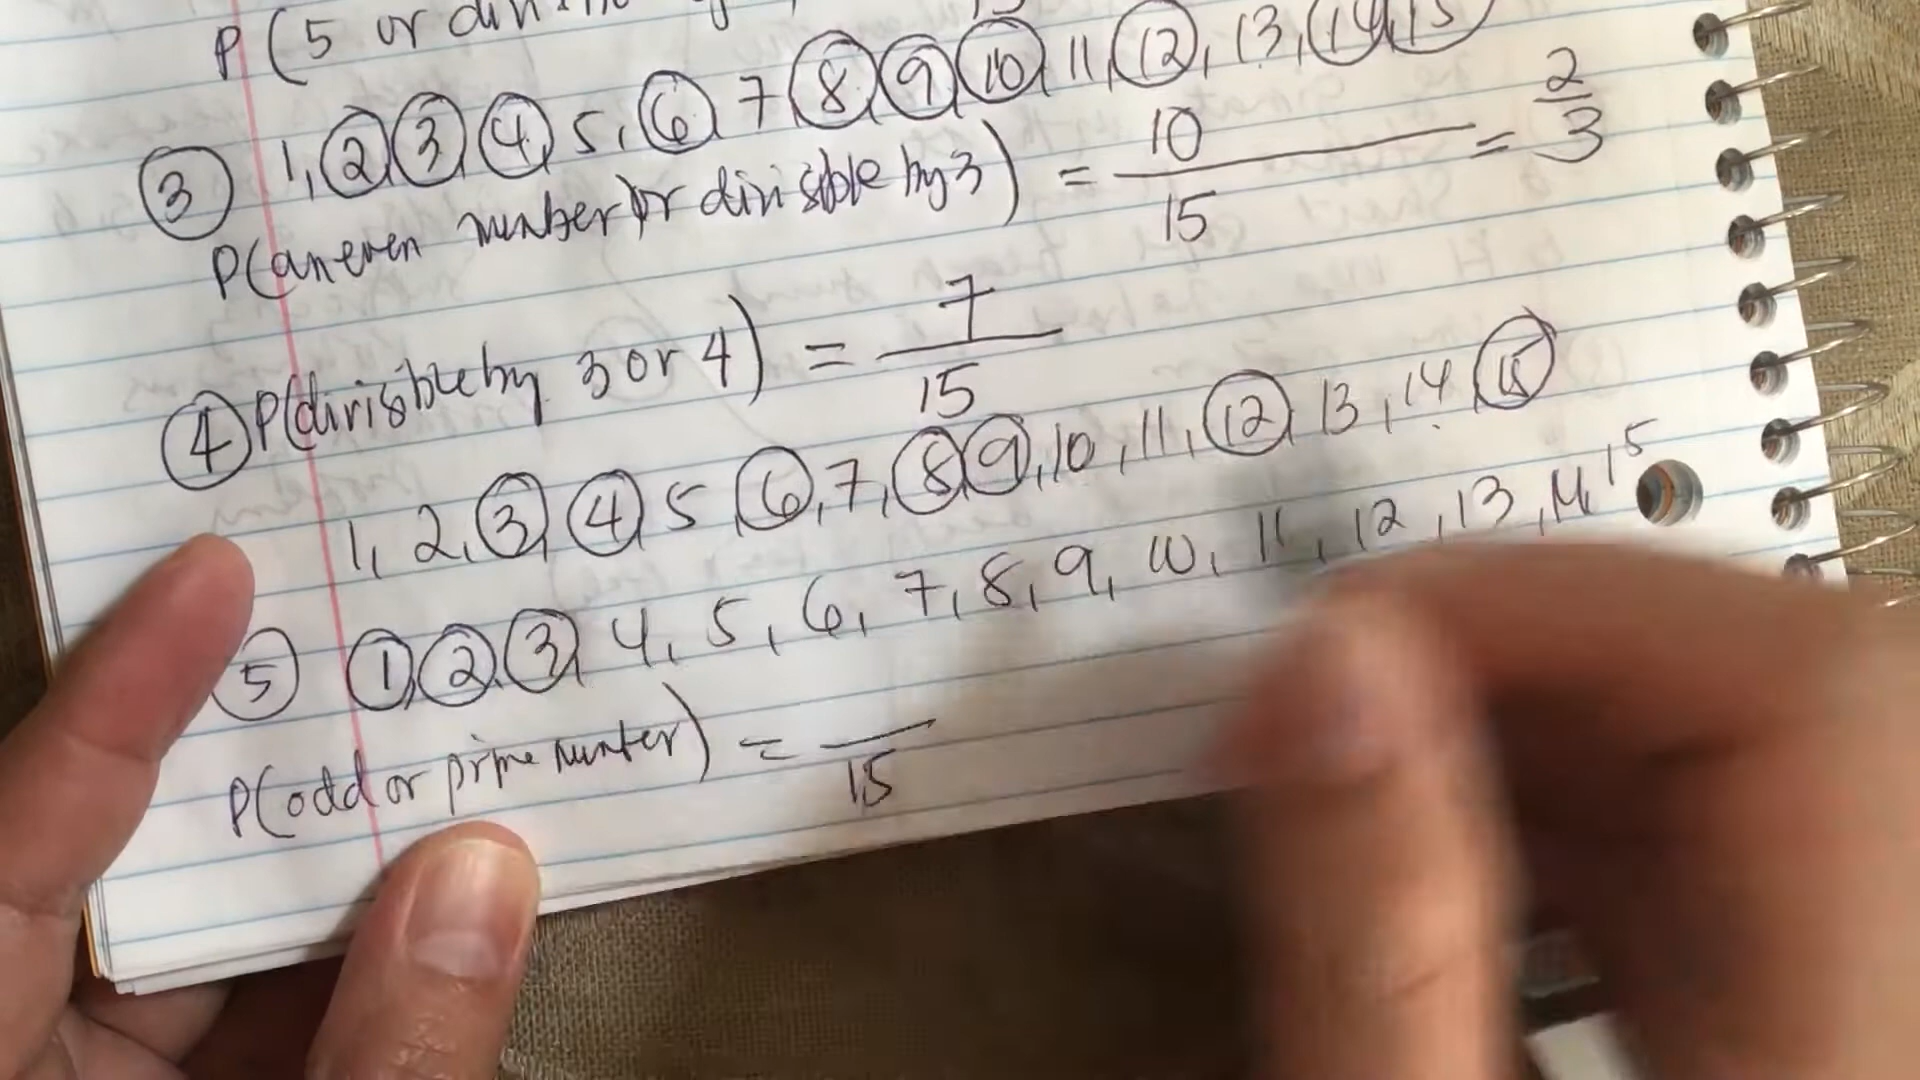 P(5 or
③ 1, ②, ③, ④, 5, ⑥, 7 ⑧, ⑨, ⑩, 11, ⑫, 13, ⑭, ⑮
P(an even number or divisible by 3) = 10/15 = 2/3
④ P(divisible by 3 or 4) = 7/15
1, 2, ③, ④, 5, ⑥, 7, ⑧, ⑨, 10, 11, ⑫, 13, 14, ⑮
⑤ ①, ②, ③, 4, 5, 6, 7, 8, 9, 10, 11, 12, 13, 14, 15
P(odd or prime number) = /15